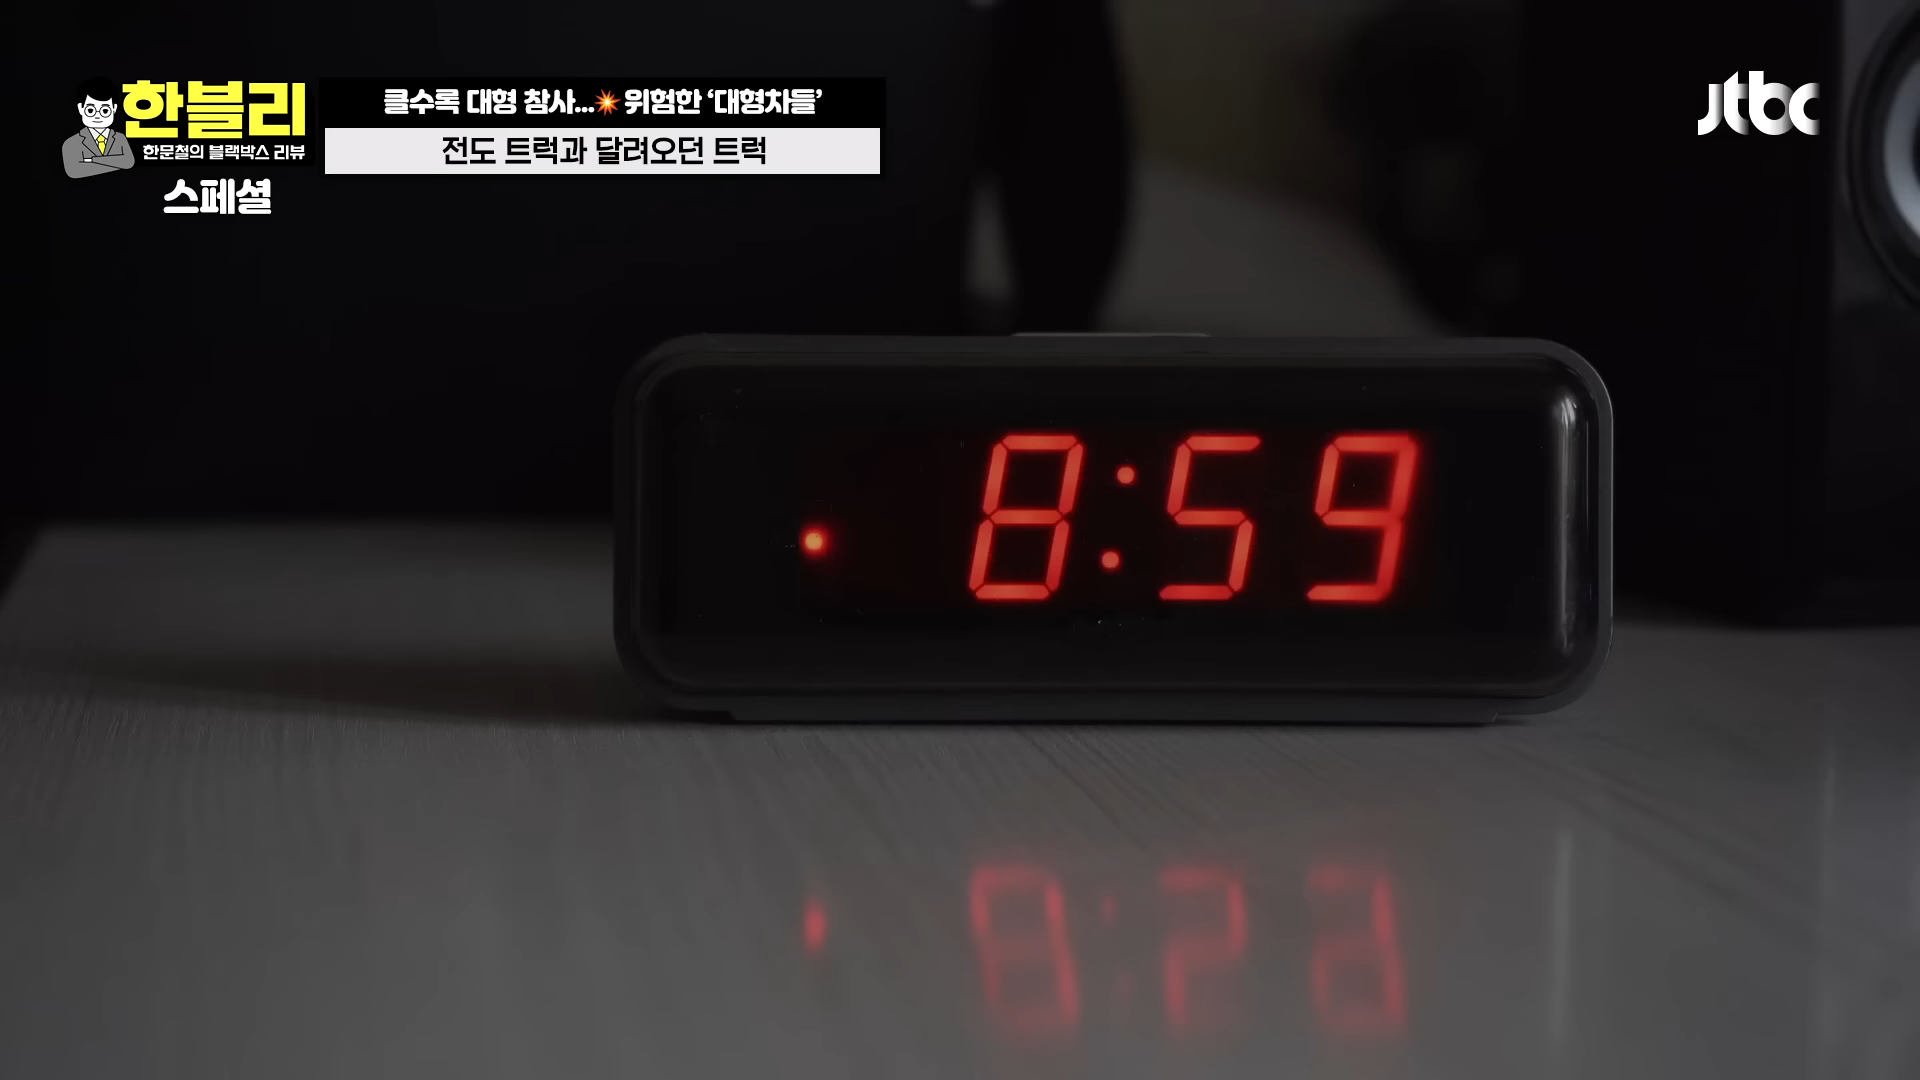 한블리
한문철의 블랙박스 리뷰
스페셜
클수록 대형 참사...💥위험한 ‘대형차들’
전도 트럭과 달려오던 트럭
jtbc
8:59